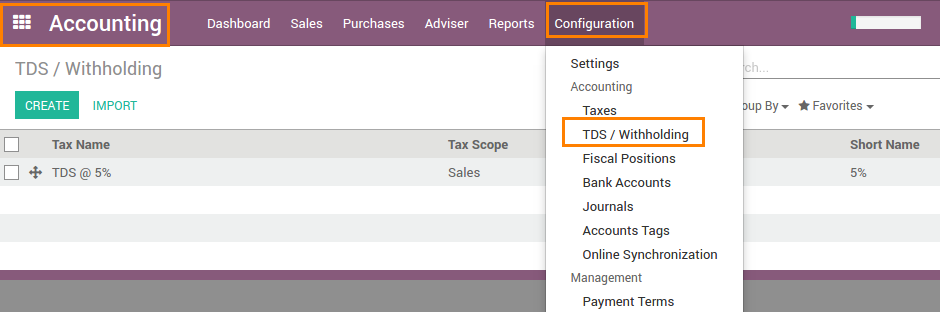 Accounting Dashboard Sales Purchases Adviser Reports Configuration
TDS / Withholding
CREATE IMPORT
Tax Name Tax Scope Short Name
TDS @ 5% Sales 5%
Settings
Accounting
Taxes
TDS / Withholding
Fiscal Positions
Bank Accounts
Journals
Accounts Tags
Online Synchronization
Management
Payment Terms
rch...
oup By Favorites